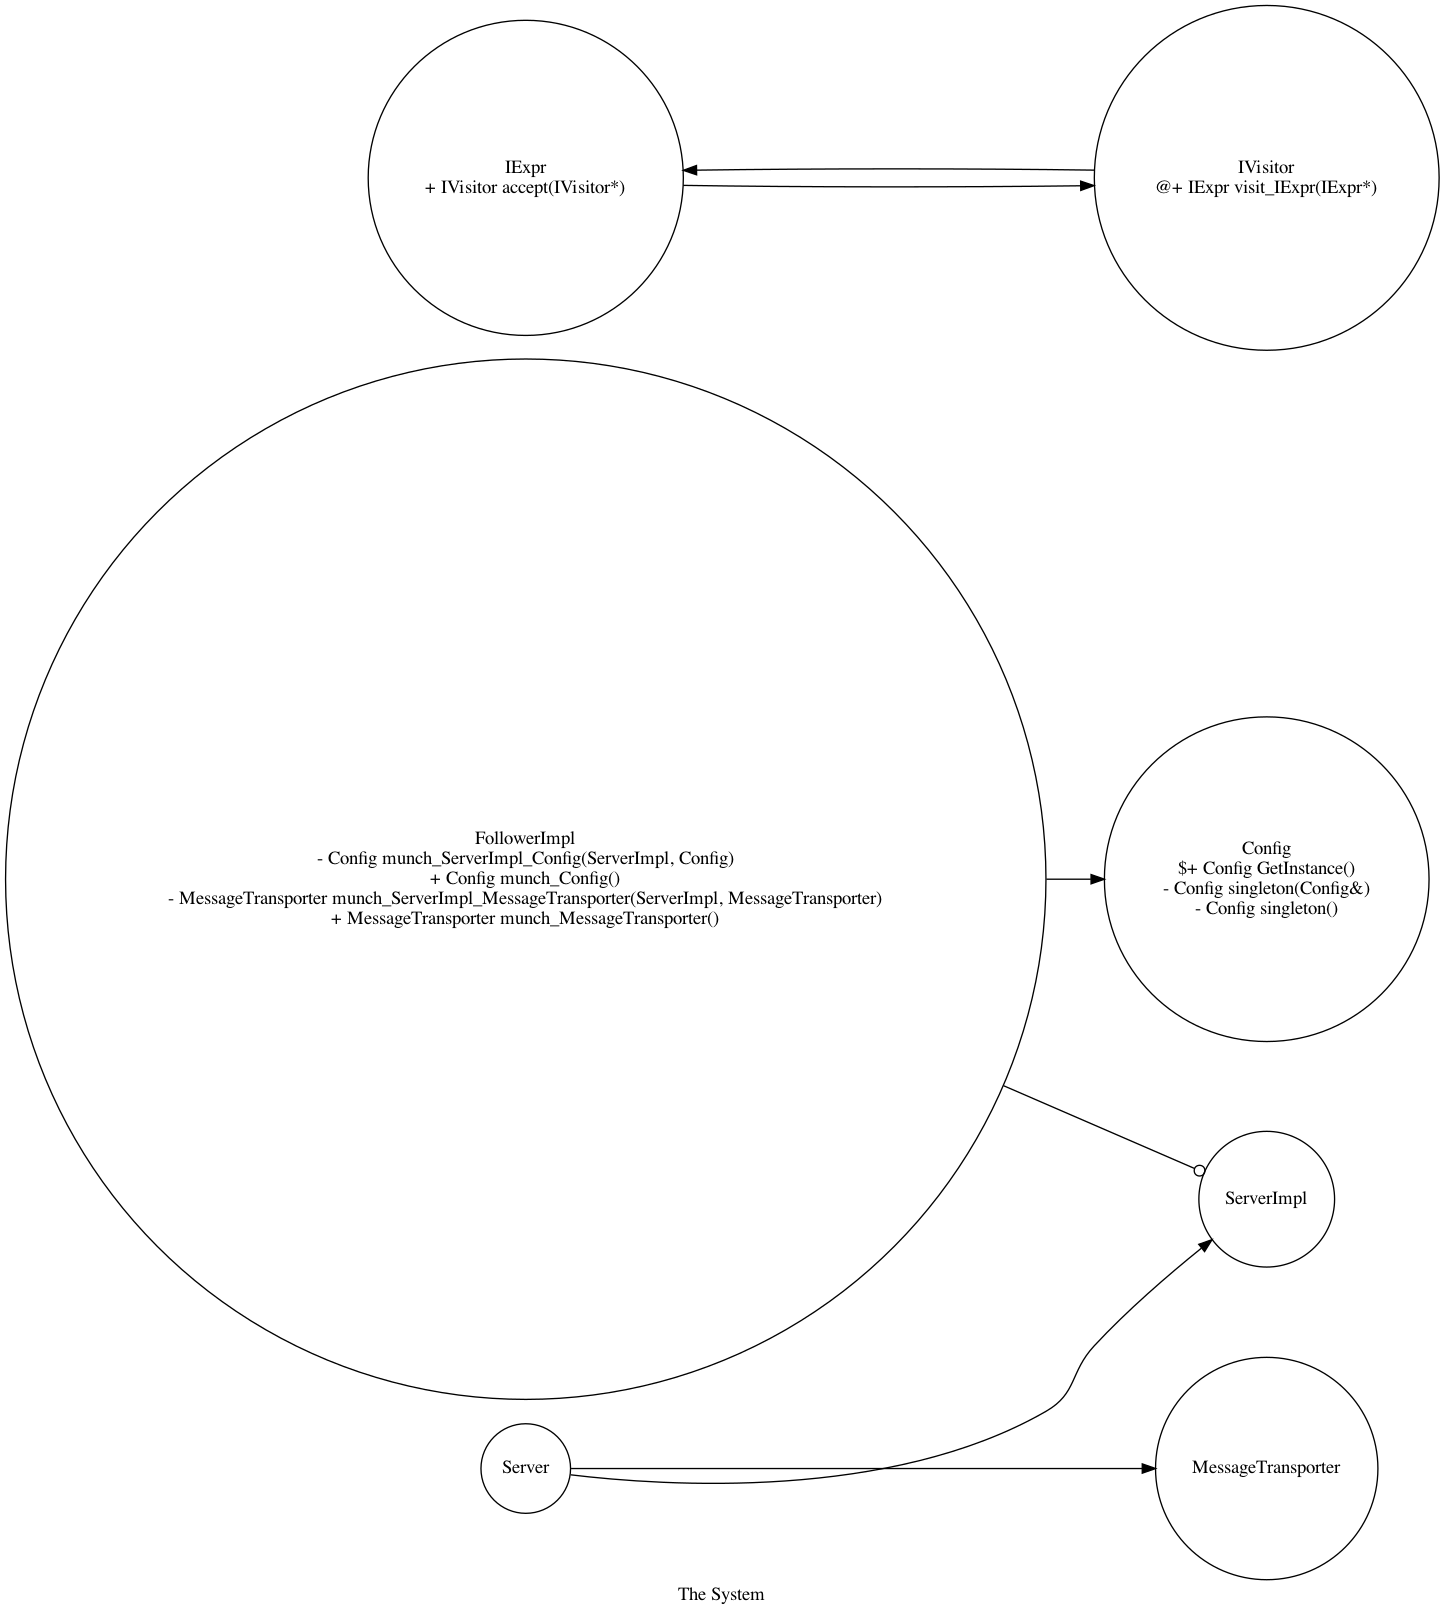 IExpr
+ IVisitor accept(IVisitor*)
IVisitor
@+ IExpr visit_IExpr(IExpr*)
FollowerImpl
- Config munch_ServerImpl_Config(ServerImpl, Config)
+ Config munch_Config()
- MessageTransporter munch_ServerImpl_MessageTransporter(ServerImpl, MessageTransporter)
+ MessageTransporter munch_MessageTransporter()
Config
$+ Config GetInstance()
- Config singleton(Config&)
- Config singleton()
ServerImpl
Server
MessageTransporter
The System